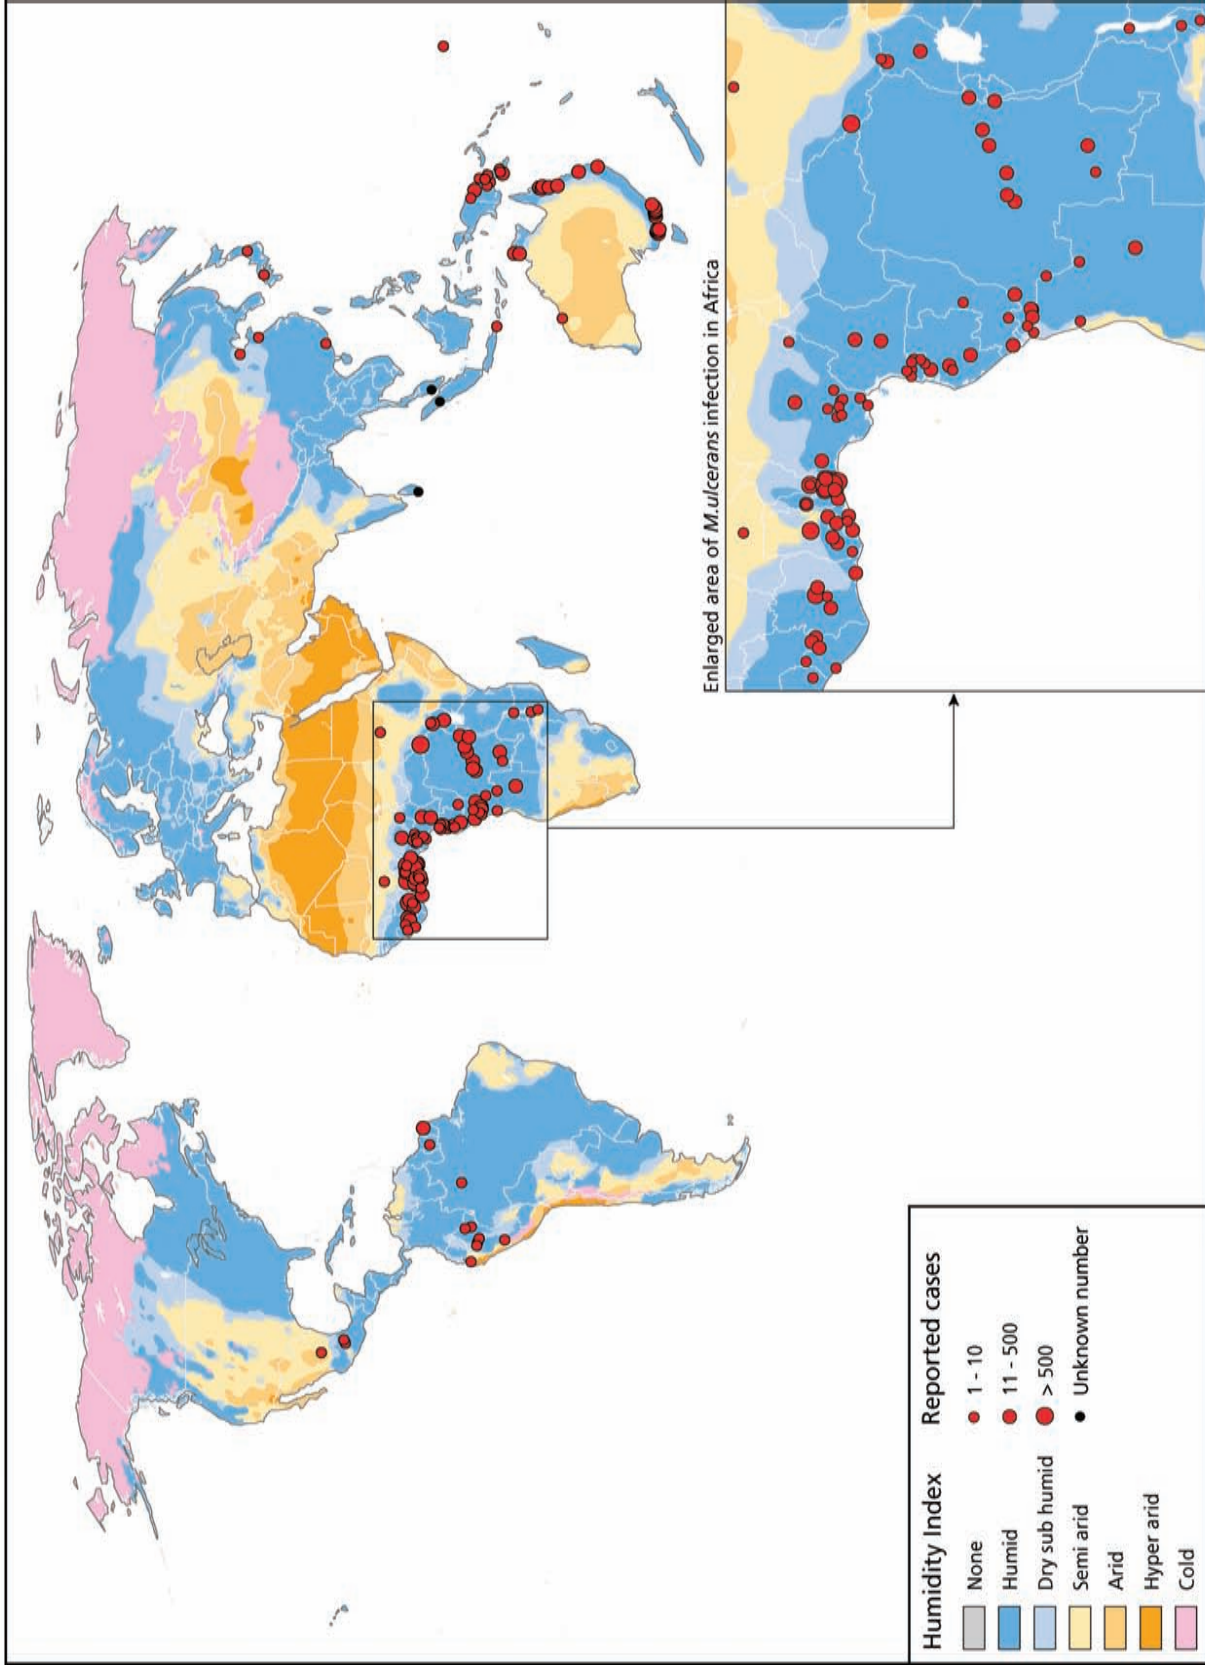 Enlarged area of M.ulcerans infection in Africa
Humidity Index
None
Humid
Dry sub humid
Semi arid
Arid
Hyper arid
Cold
Reported cases
1 - 10
11 - 500
> 500
Unknown number